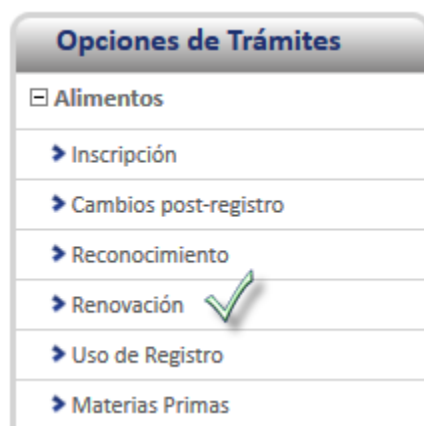 Opciones de Trámites
Alimentos
Inscripción
Cambios post-registro
Reconocimiento
Renovación
Uso de Registro
Materias Primas